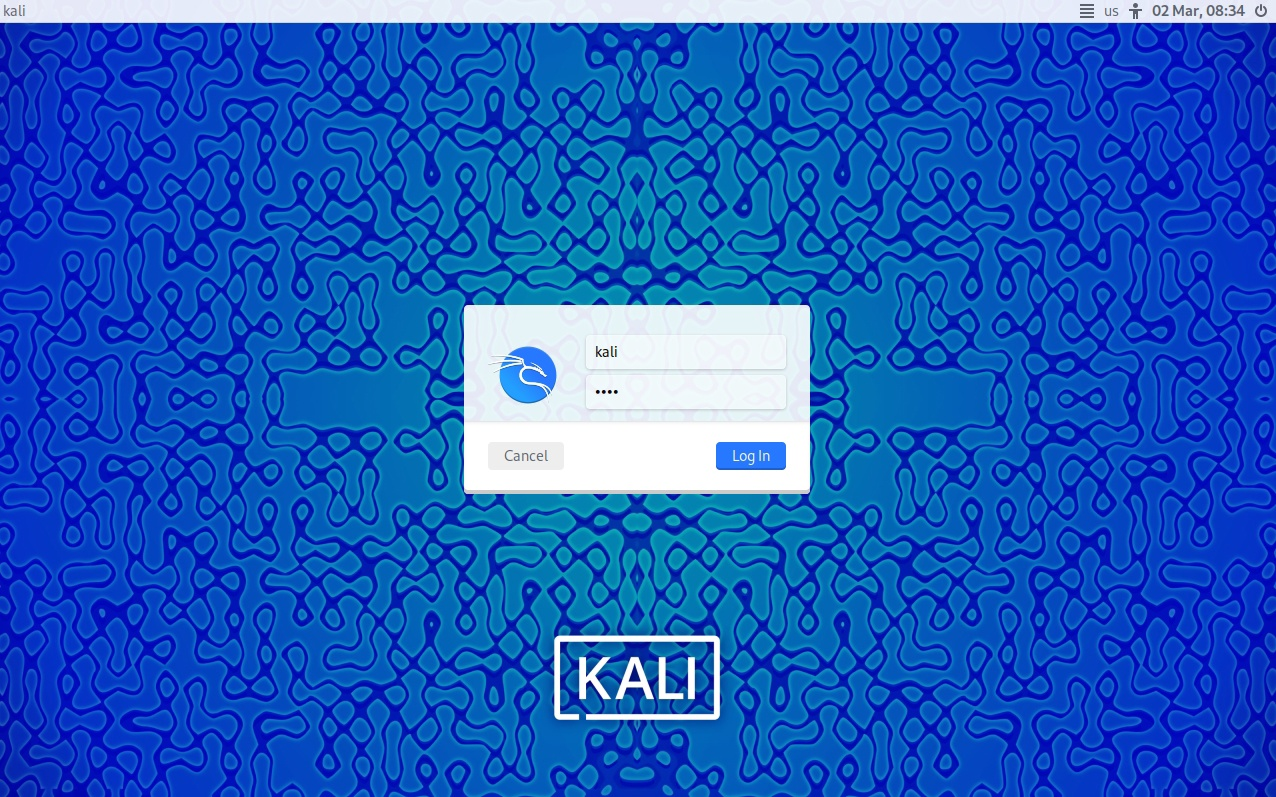 kali
us
02 Mar, 08:34
kali
••••
Cancel
Log In
KALI